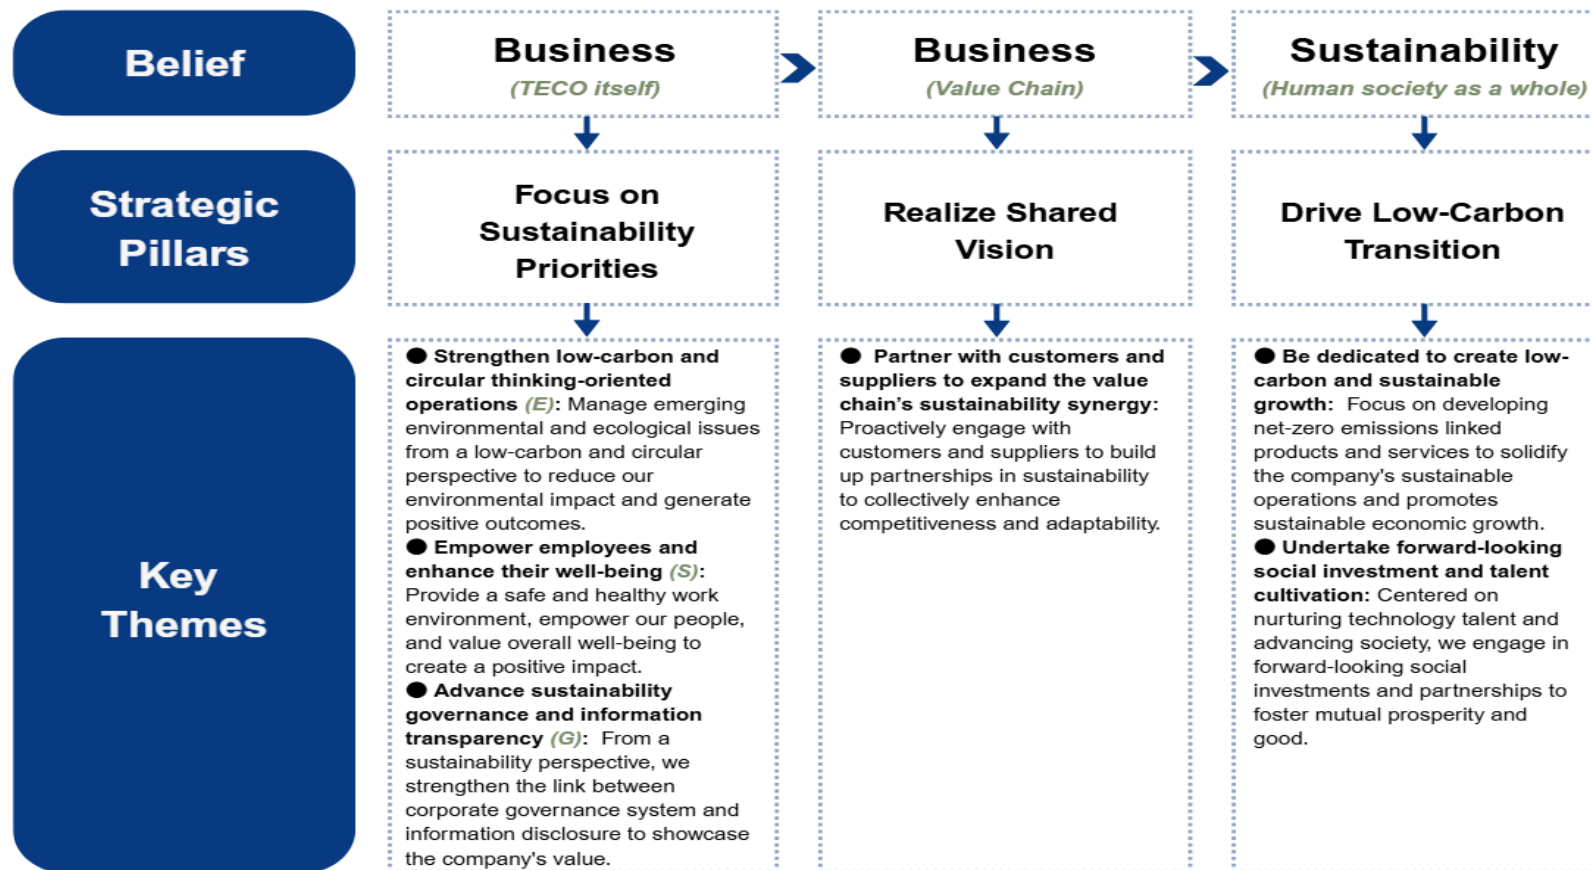 Belief
Business
(TECO itself)
Business
(Value Chain)
Sustainability
(Human society as a whole)
Strategic
Pillars
Focus on
Sustainability
Priorities
Realize Shared
Vision
Drive Low-Carbon
Transition
Key
Themes
● Strengthen low-carbon and
circular thinking-oriented
operations (E): Manage emerging
environmental and ecological issues
from a low-carbon and circular
perspective to reduce our
environmental impact and generate
positive outcomes.
● Empower employees and
enhance their well-being (S):
Provide a safe and healthy work
environment, empower our people,
and value overall well-being to
create a positive impact.
● Advance sustainability
governance and information
transparency (G): From a
sustainability perspective, we
strengthen the link between
corporate governance system and
information disclosure to showcase
the company's value.
● Partner with customers and
suppliers to expand the value
chain’s sustainability synergy:
Proactively engage with
customers and suppliers to build
up partnerships in sustainability
to collectively enhance
competitiveness and adaptability.
● Be dedicated to create low-
carbon and sustainable
growth: Focus on developing
net-zero emissions linked
products and services to solidify
the company's sustainable
operations and promotes
sustainable economic growth.
● Undertake forward-looking
social investment and talent
cultivation: Centered on
nurturing technology talent and
advancing society, we engage in
forward-looking social
investments and partnerships to
foster mutual prosperity and
good.